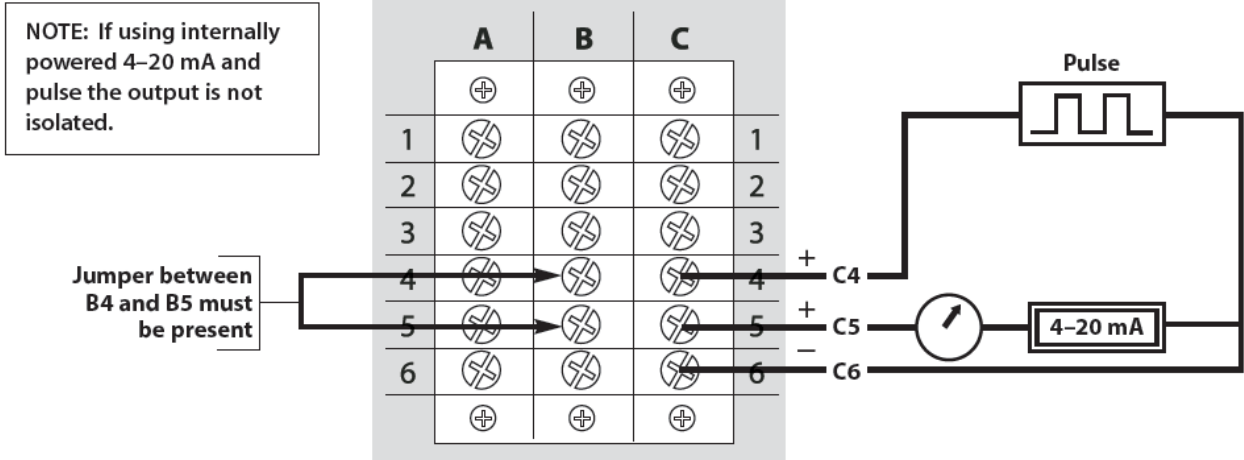 NOTE: If using internally
powered 4–20 mA and
pulse the output is not
isolated.
A B C
Pulse
1 1
2 2
3 3
4 4 + C4
Jumper between
B4 and B5 must
be present
5 5 + C5 4–20 mA
6 6 – C6